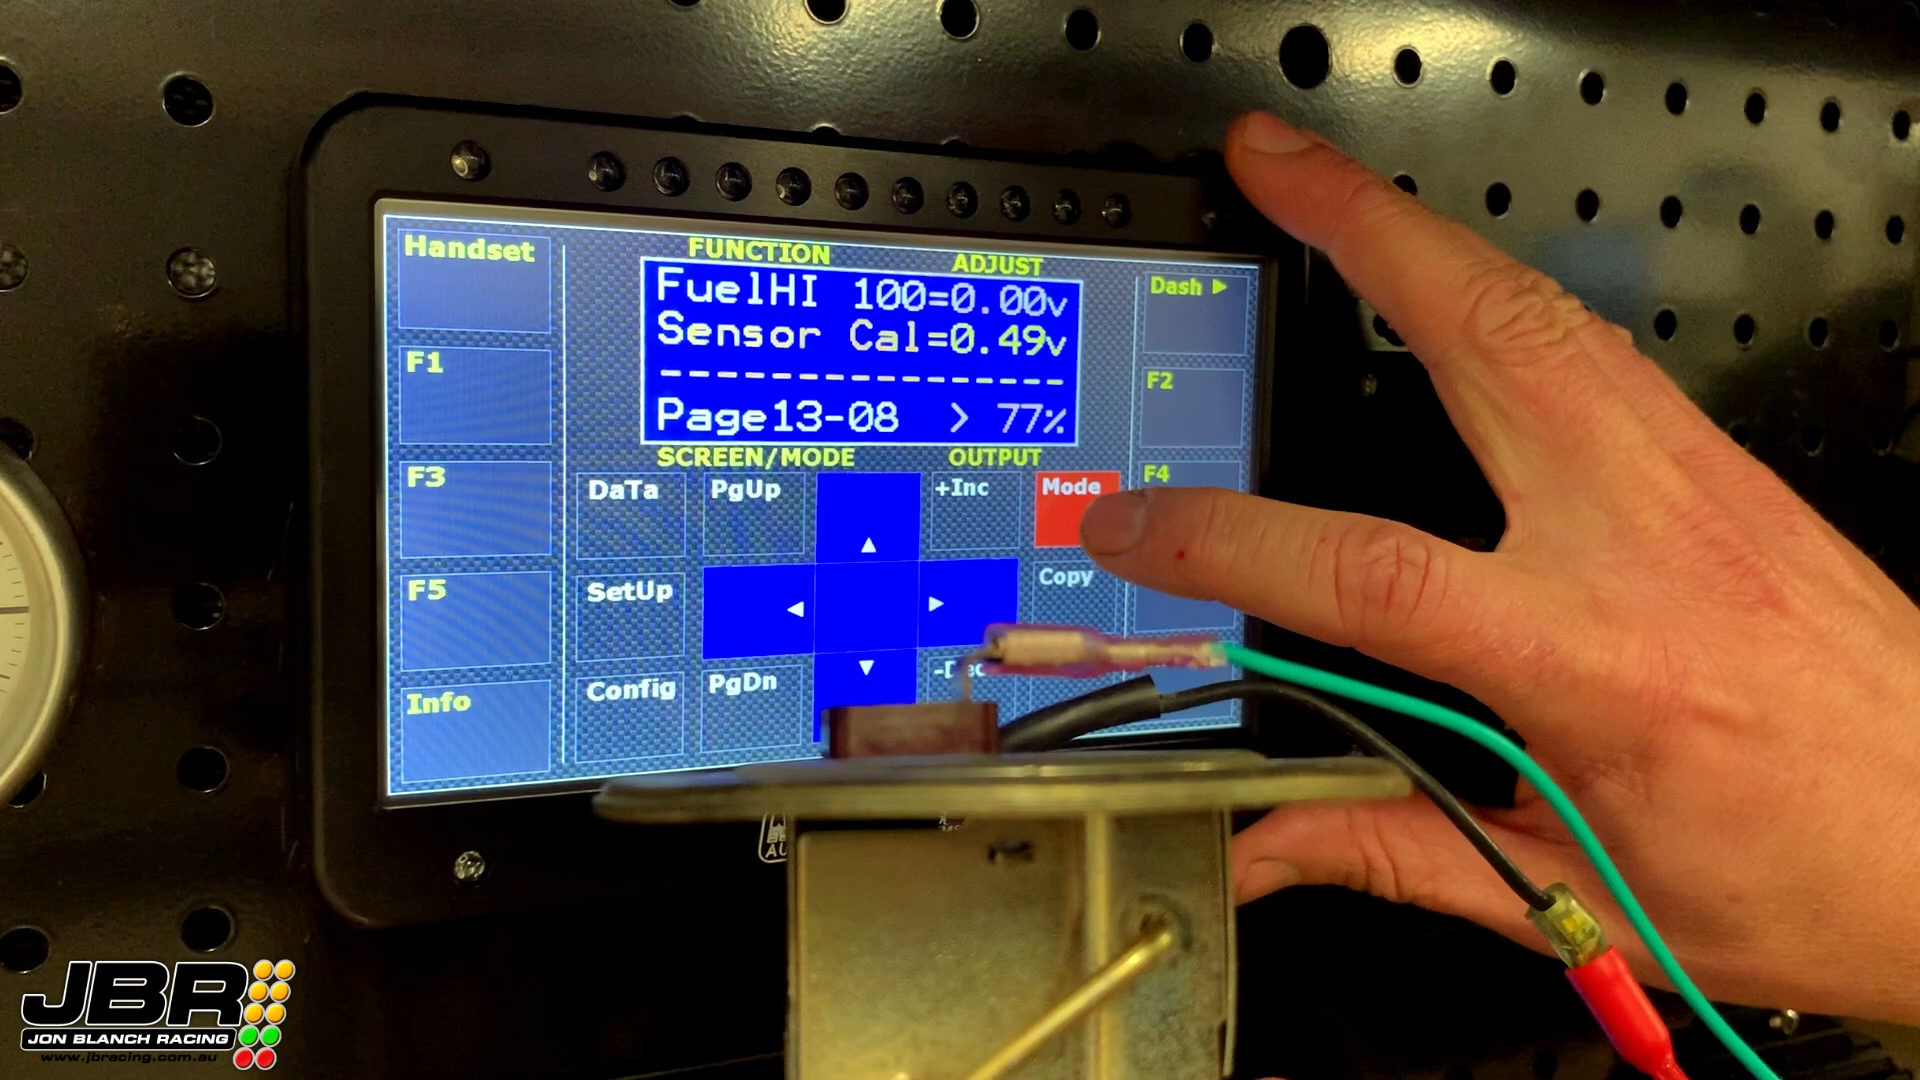 Handset
F1
F3
F5
Info
FUNCTION ADJUST
FuelHI 100=0.00v
Sensor Cal=0.49v
----------------
Page13-08 > 77%
SCREEN/MODE OUTPUT
DaTa PgUp +Inc Mode
SetUp Copy
Config PgDn
Dash ►
F2
F4
JBR
JON BLANCH RACING
www.jbracing.com.au